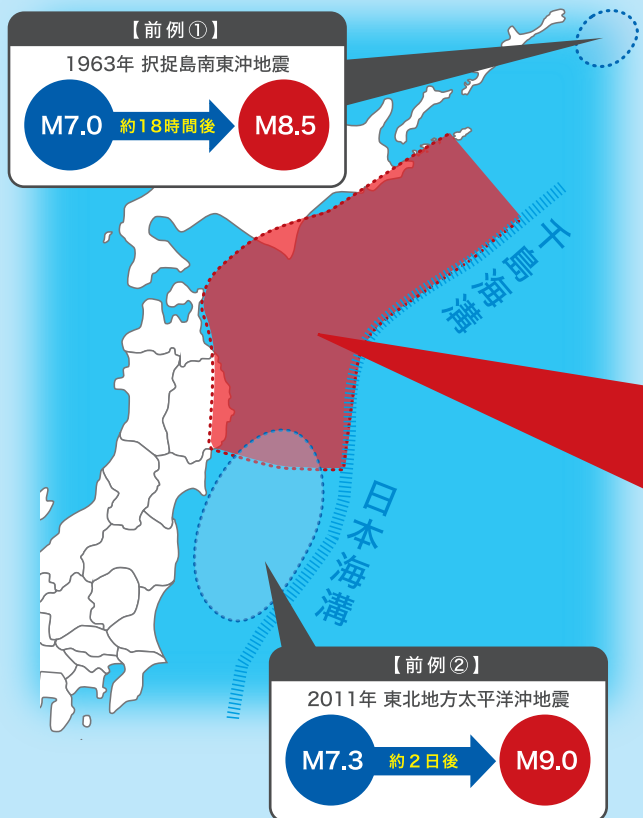 【前例①】
1963年 択捉島南東沖地震
M7.0 約18時間後 M8.5
千島海溝
日本海溝
【前例②】
2011年 東北地方太平洋沖地震
M7.3 約2日後 M9.0